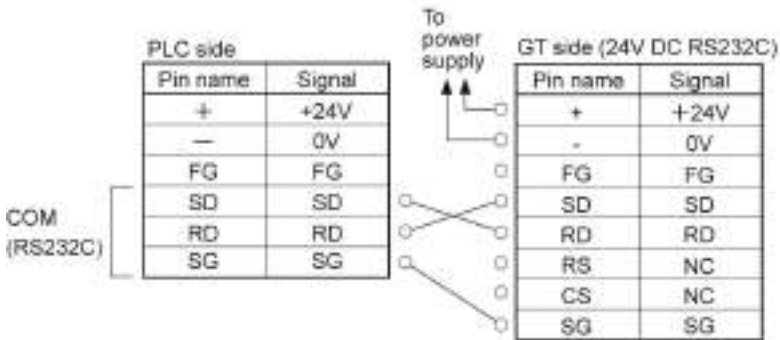 To
power
supply
PLC side
GT side (24V DC RS232C)
Pin name Signal
+ +24V
— 0V
FG FG
SD SD
RD RD
SG SG
COM
(RS232C)
Pin name Signal
+ +24V
- 0V
FG FG
SD SD
RD RD
RS NC
CS NC
SG SG